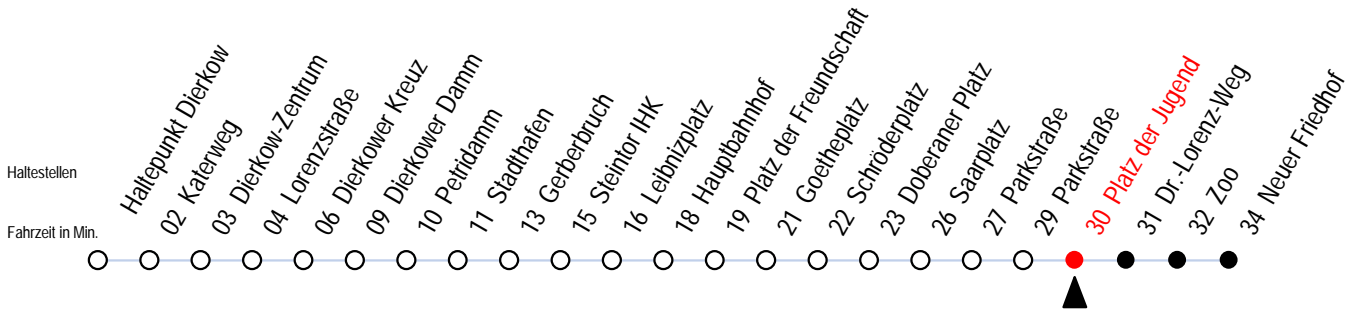 Haltestellen
Fahrzeit in Min.
Haltepunkt Dierkow
02 Katerweg
03 Dierkow-Zentrum
04 Lorenzstraße
06 Dierkower Kreuz
09 Dierkower Damm
10 Petridamm
11 Stadthafen
13 Gerberbruch
15 Steintor IHK
16 Leibnizplatz
18 Hauptbahnhof
19 Platz der Freundschaft
21 Goetheplatz
22 Schröderplatz
23 Doberaner Platz
26 Saarplatz
27 Parkstraße
29 Parkstraße
30 Platz der Jugend
31 Dr.-Lorenz-Weg
32 Zoo
34 Neuer Friedhof